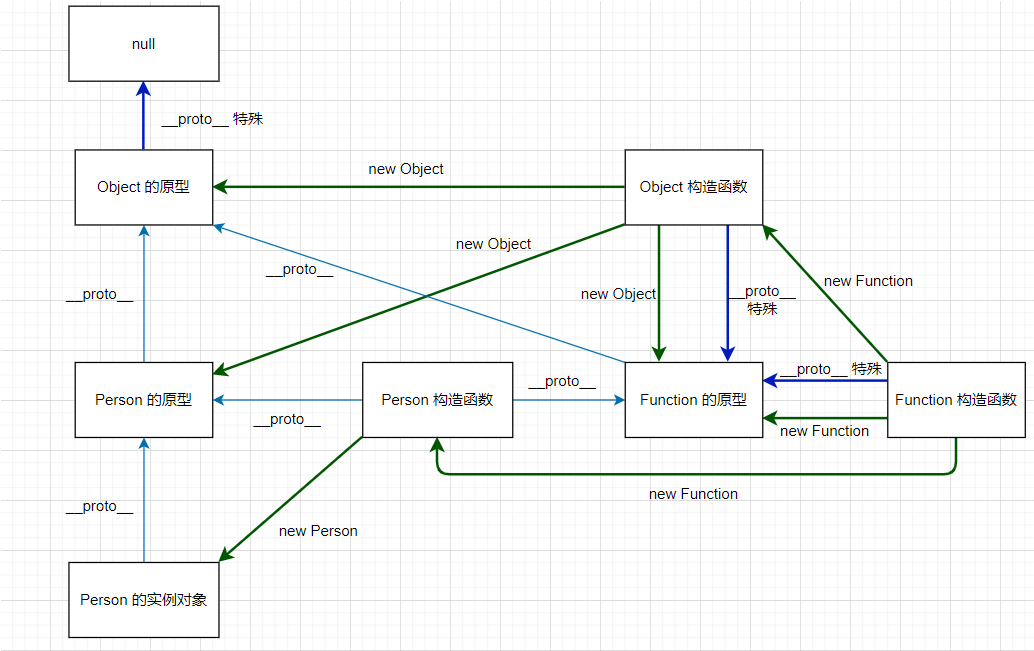 null
__proto__ 特殊
Object 的原型
new Object
Object 构造函数
new Object
__proto__
new Object
__proto__
特殊
new Function
__proto__
Person 的原型
__proto__
Person 构造函数
__proto__
Function 的原型
__proto__ 特殊
new Function
Function 构造函数
new Function
__proto__
new Person
Person 的实例对象